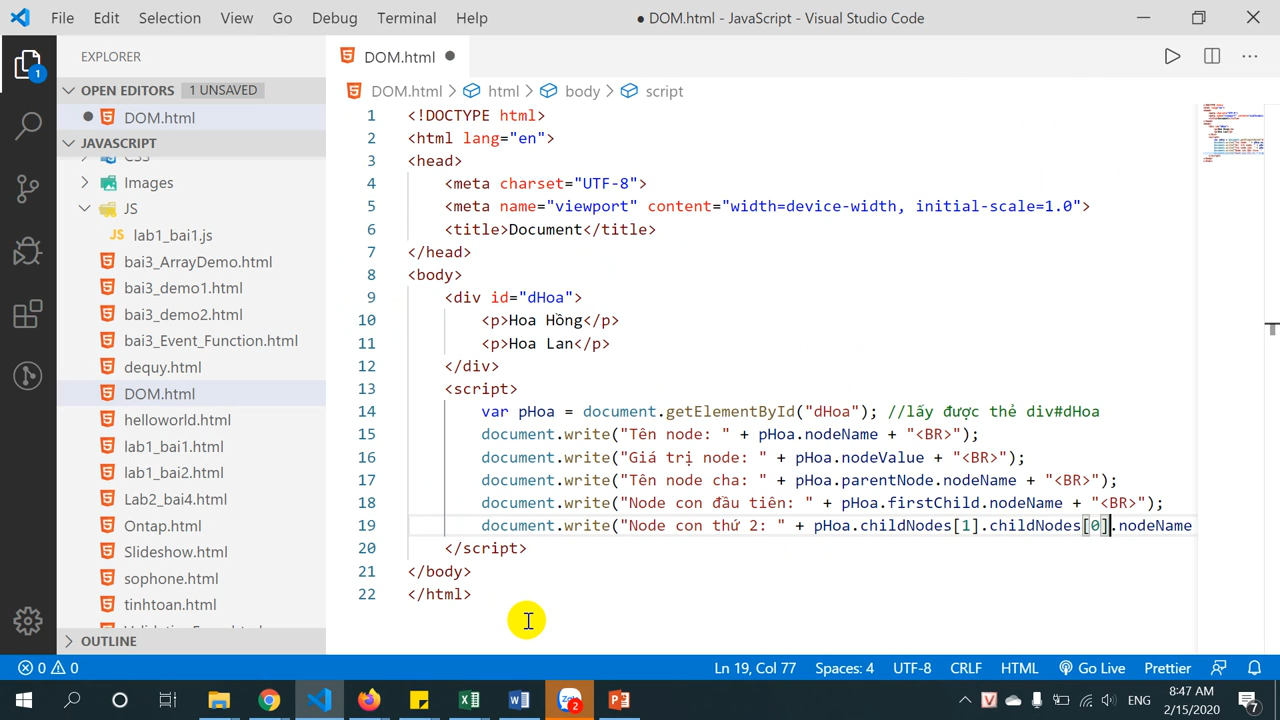 File Edit Selection View Go Debug Terminal Help ● DOM.html - JavaScript - Visual Studio Code
EXPLORER
OPEN EDITORS 1 UNSAVED
DOM.html
JAVASCRIPT
CSS
Images
JS
JS lab1_bai1.js
bai3_ArrayDemo.html
bai3_demo1.html
bai3_demo2.html
bai3_Event_Function.html
dequy.html
DOM.html
helloworld.html
lab1_bai1.html
lab1_bai2.html
Lab2_bai4.html
Ontap.html
Slideshow.html
sophone.html
tinhtoan.html
OUTLINE
1
DOM.html
DOM.html > html > body > script
1 <!DOCTYPE html>
2 <html lang="en">
3 <head>
4 <meta charset="UTF-8">
5 <meta name="viewport" content="width=device-width, initial-scale=1.0">
6 <title>Document</title>
7 </head>
8 <body>
9 <div id="dHoa">
10 <p>Hoa Hồng</p>
11 <p>Hoa Lan</p>
12 </div>
13 <script>
14 var pHoa = document.getElementById("dHoa"); //lấy được thẻ div#dHoa
15 document.write("Tên node: " + pHoa.nodeName + "<BR>");
16 document.write("Giá trị node: " + pHoa.nodeValue + "<BR>");
17 document.write("Tên node cha: " + pHoa.parentNode.nodeName + "<BR>");
18 document.write("Node con đầu tiên: " + pHoa.firstChild.nodeName + "<BR>");
19 document.write("Node con thứ 2: " + pHoa.childNodes[1].childNodes[0].nodeName
20 </script>
21 </body>
22 </html>
0 0 Ln 19, Col 77 Spaces: 4 UTF-8 CRLF HTML Go Live Prettier
2 ENG 8:47 AM
2/15/2020 7